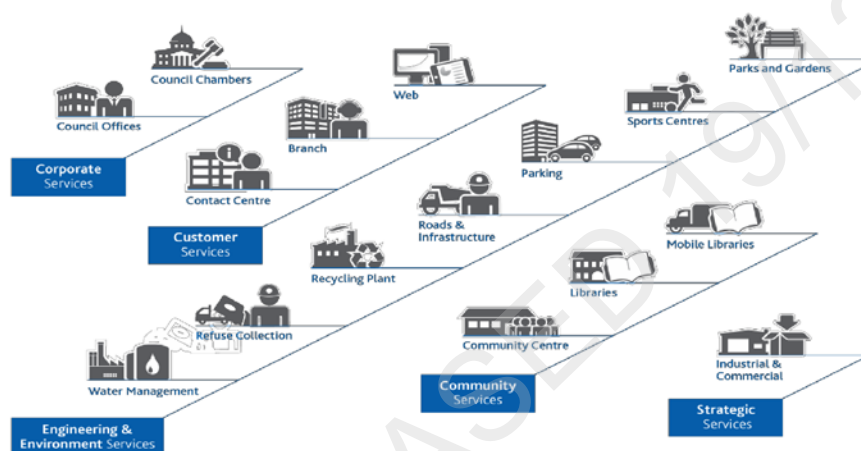 Council Chambers
Council Offices
Corporate
Services
Web
Branch
Contact Centre
Customer
Services
Parks and Gardens
Sports Centres
Parking
Roads &
Infrastructure
Recycling Plant
Refuse Collection
Water Management
Engineering &
Environment Services
Mobile Libraries
Libraries
Community Centre
Community
Services
Industrial &
Commercial
Strategic
Services